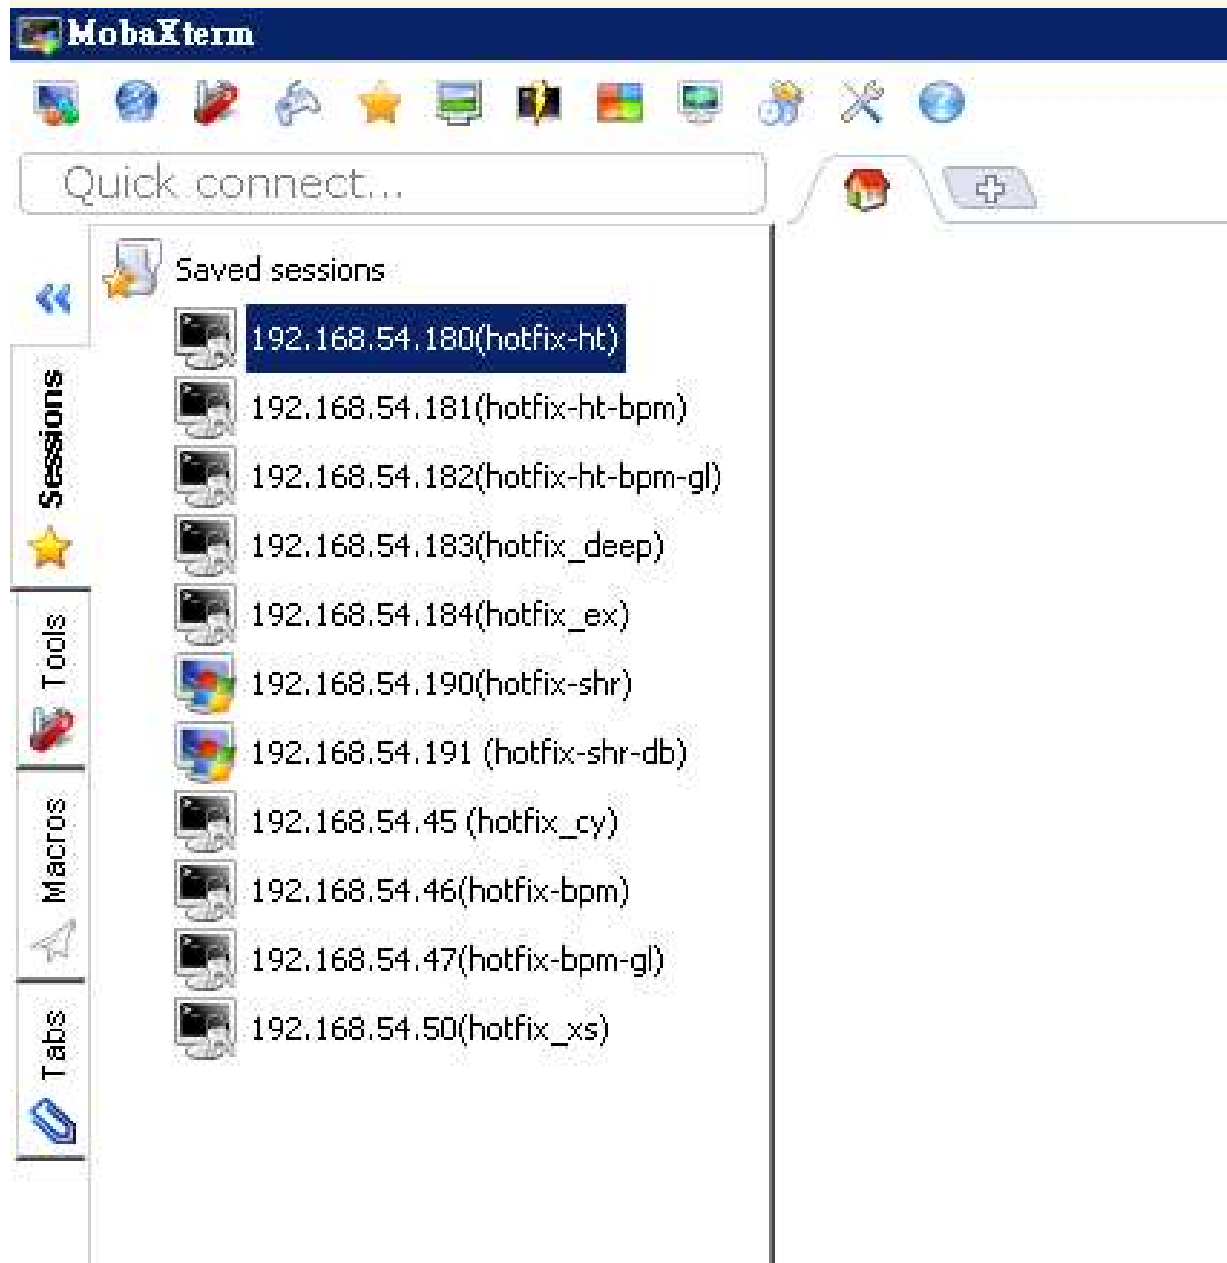 MobaXterm
Quick connect...
Saved sessions
192.168.54.180(hotfix-ht)
192.168.54.181(hotfix-ht-bpm)
192.168.54.182(hotfix-ht-bpm-gl)
192.168.54.183(hotfix_deep)
192.168.54.184(hotfix_ex)
192.168.54.190(hotfix-shr)
192.168.54.191 (hotfix-shr-db)
192.168.54.45 (hotfix_cy)
192.168.54.46(hotfix-bpm)
192.168.54.47(hotfix-bpm-gl)
192.168.54.50(hotfix_xs)
Sessions
Tools
Macros
Tabs